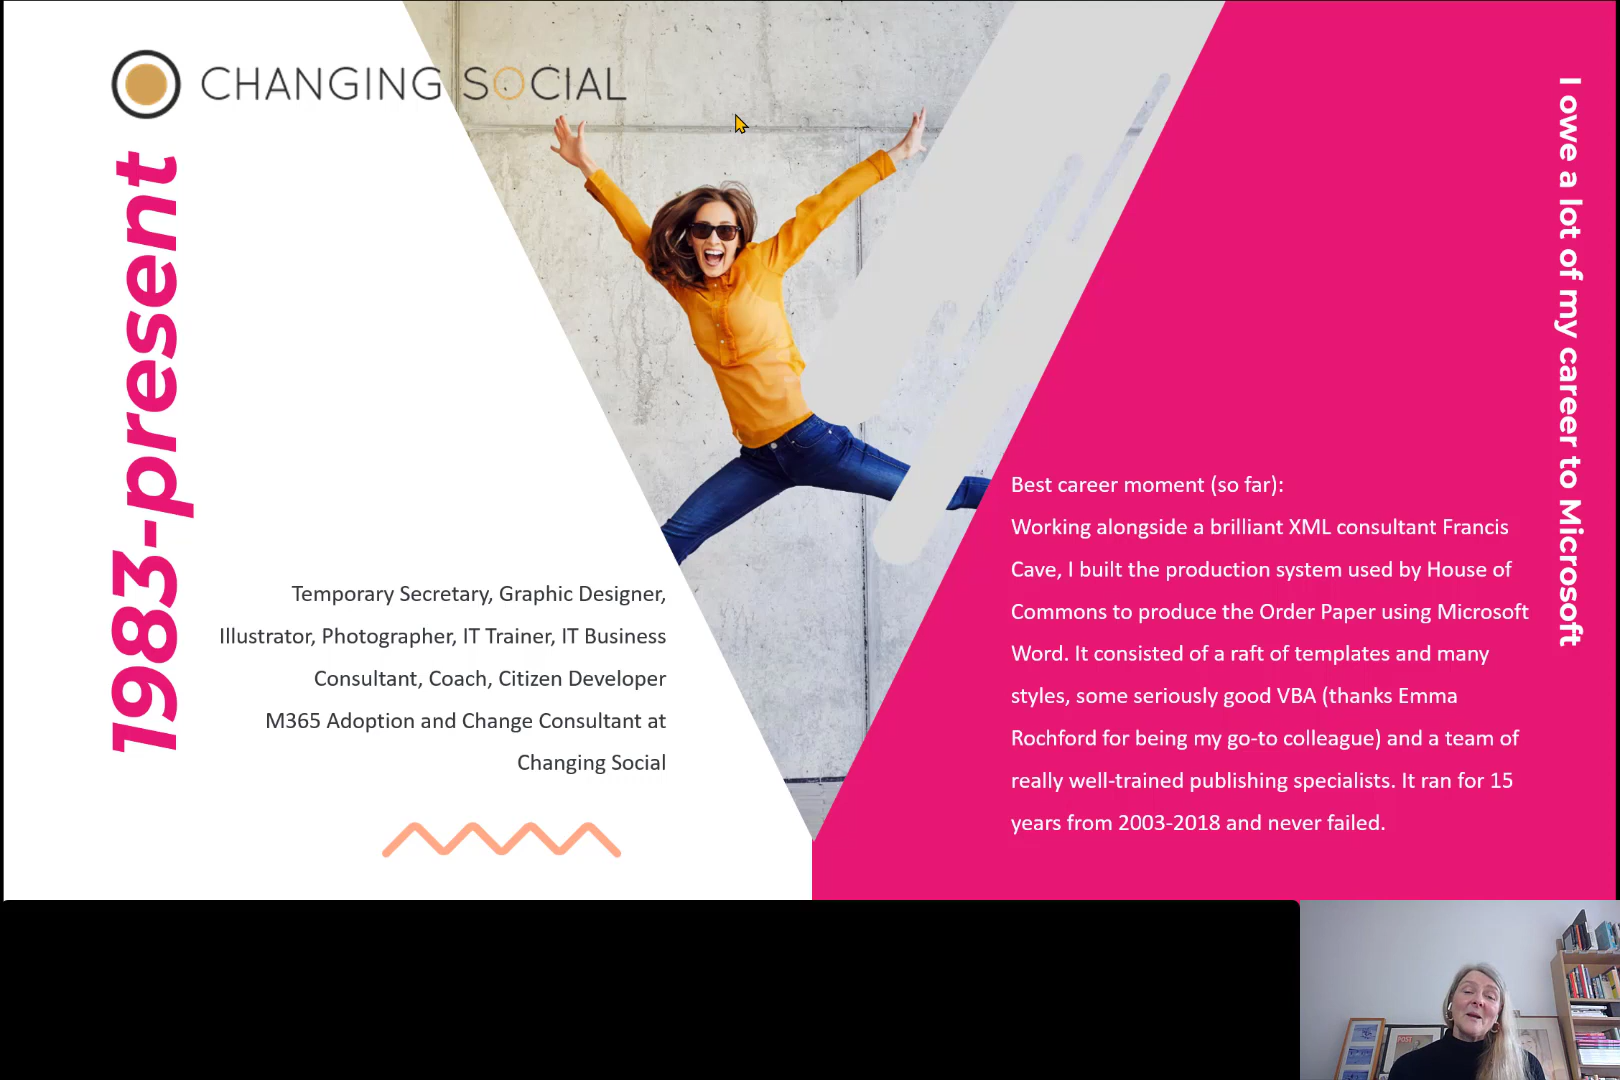 CHANGING SOCIAL
1983-present
Temporary Secretary, Graphic Designer,
Illustrator, Photographer, IT Trainer, IT Business
Consultant, Coach, Citizen Developer
M365 Adoption and Change Consultant at
Changing Social
I owe a lot of my career to Microsoft
Best career moment (so far):
Working alongside a brilliant XML consultant Francis
Cave, I built the production system used by House of
Commons to produce the Order Paper using Microsoft
Word. It consisted of a raft of templates and many
styles, some seriously good VBA (thanks Emma
Rochford for being my go-to colleague) and a team of
really well-trained publishing specialists. It ran for 15
years from 2003-2018 and never failed.
POST